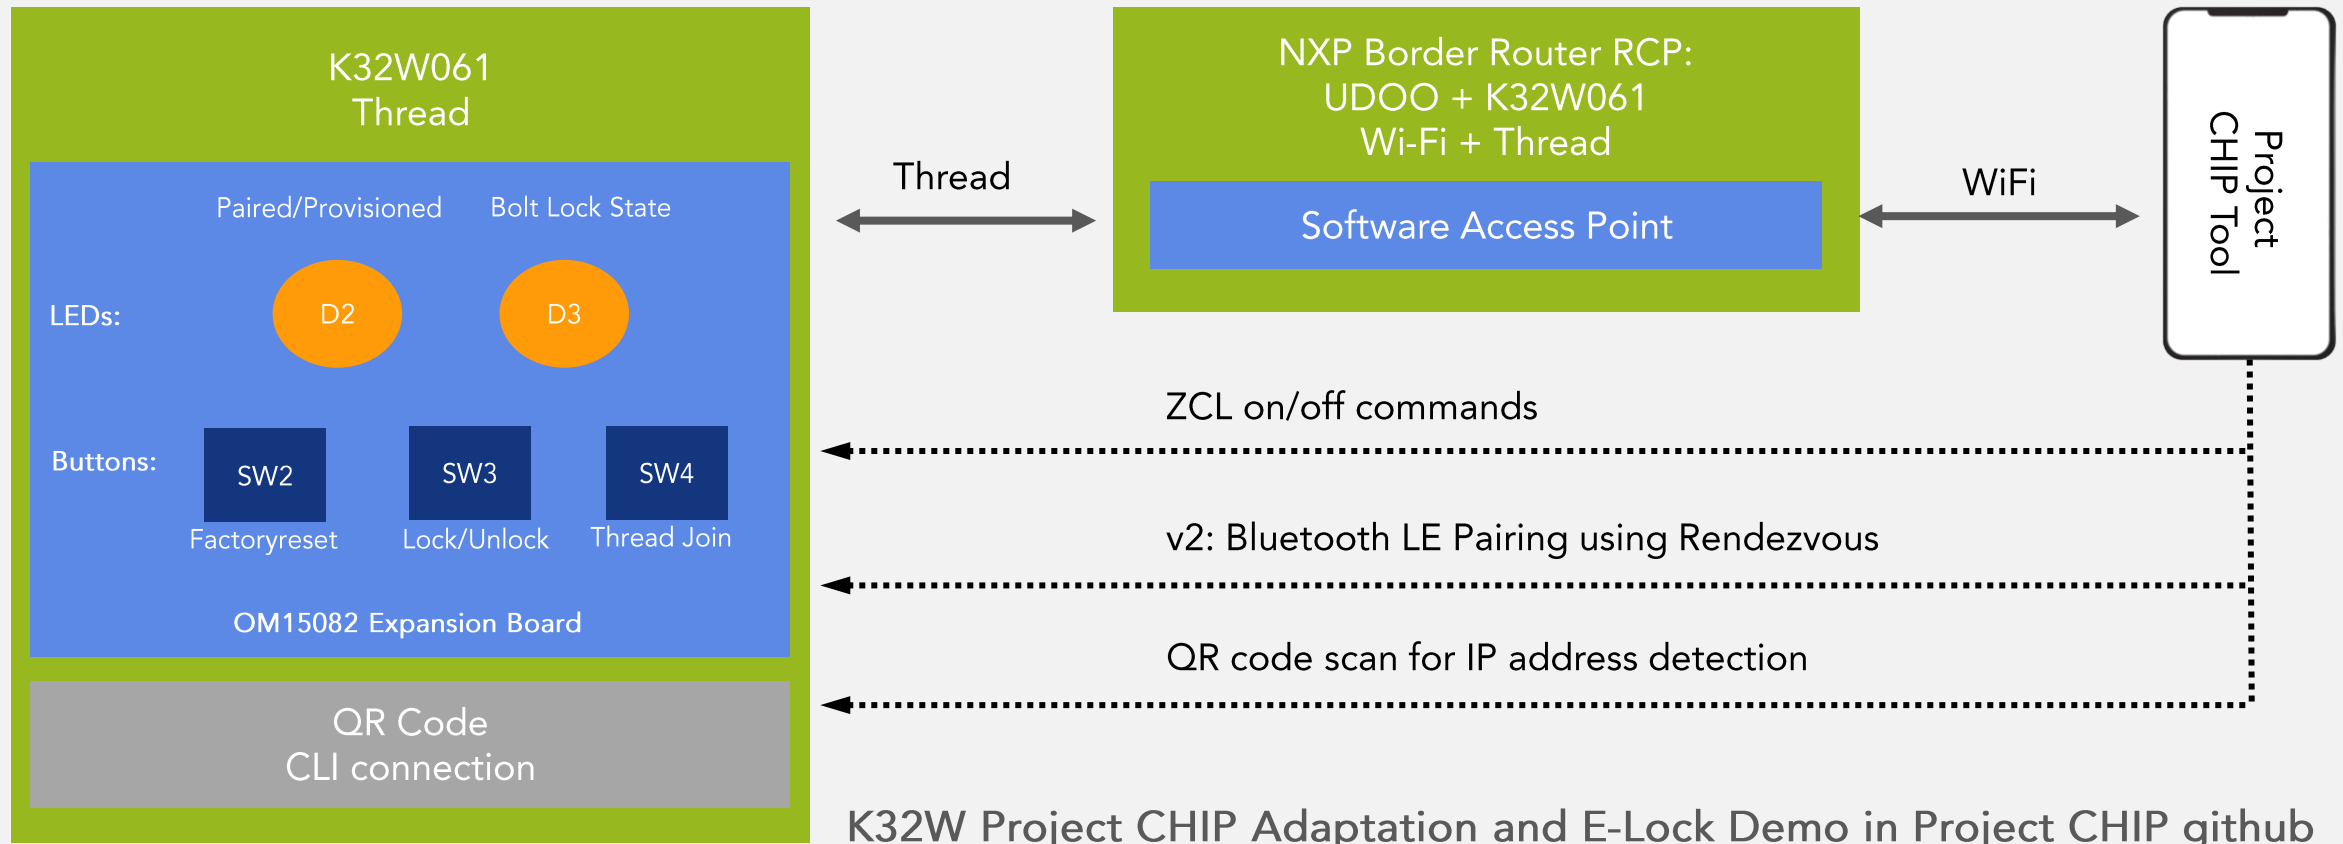 K32W061
Thread
Paired/Provisioned
Bolt Lock State
LEDs:
D2
D3
Buttons:
SW2
SW3
SW4
Factoryreset
Lock/Unlock
Thread Join
OM15082 Expansion Board
QR Code
CLI connection
Thread
NXP Border Router RCP:
UDOO + K32W061
Wi-Fi + Thread
Software Access Point
WiFi
Project
CHIP Tool
ZCL on/off commands
v2: Bluetooth LE Pairing using Rendezvous
QR code scan for IP address detection
K32W Project CHIP Adaptation and E-Lock Demo in Project CHIP github